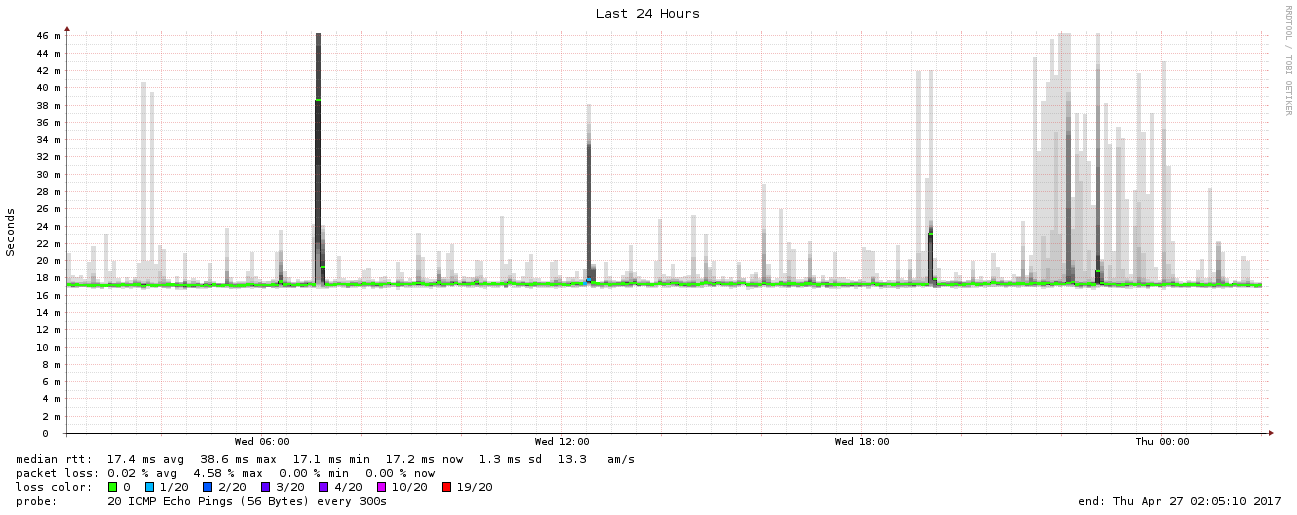 Last 24 Hours
RRDTOOL / TOBI OETIKER
Seconds
46 m
44 m
42 m
40 m
38 m
36 m
34 m
32 m
30 m
28 m
26 m
24 m
22 m
20 m
18 m
16 m
14 m
12 m
10 m
8 m
6 m
4 m
2 m
0
Wed 06:00 Wed 12:00 Wed 18:00 Thu 00:00
median rtt: 17.4 ms avg 38.6 ms max 17.1 ms min 17.2 ms now 1.3 ms sd 13.3 am/s
packet loss: 0.02 % avg 4.58 % max 0.00 % min 0.00 % now
loss color: 0 1/20 2/20 3/20 4/20 10/20 19/20
probe: 20 ICMP Echo Pings (56 Bytes) every 300s end: Thu Apr 27 02:05:10 2017